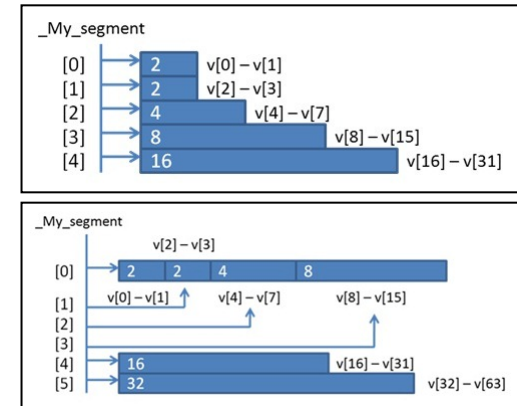 _My_segment
[0] 2 v[0] – v[1]
[1] 2 v[2] – v[3]
[2] 4 v[4] – v[7]
[3] 8 v[8] – v[15]
[4] 16 v[16] – v[31]
_My_segment
v[2] – v[3]
[0] 2 2 4 8
[1] v[0] – v[1] v[4] – v[7] v[8] – v[15]
[2]
[3]
[4] 16 v[16] – v[31]
[5] 32 v[32] – v[63]